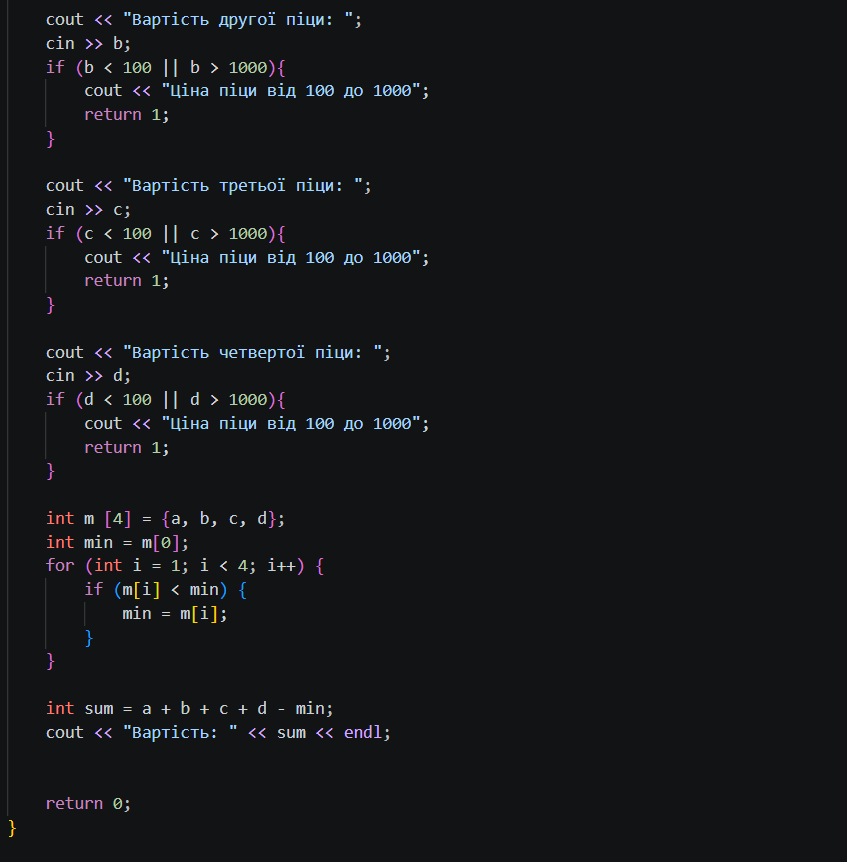 cout << "Вартість другої піци: ";
cin >> b;
if (b < 100 || b > 1000){
cout << "Ціна піци від 100 до 1000";
return 1;
}
cout << "Вартість третьої піци: ";
cin >> c;
if (c < 100 || c > 1000){
cout << "Ціна піци від 100 до 1000";
return 1;
}
cout << "Вартість четвертої піци: ";
cin >> d;
if (d < 100 || d > 1000){
cout << "Ціна піци від 100 до 1000";
return 1;
}
int m [4] = {a, b, c, d};
int min = m[0];
for (int i = 1; i < 4; i++) {
if (m[i] < min) {
min = m[i];
}
}
int sum = a + b + c + d - min;
cout << "Вартість: " << sum << endl;
return 0;
}